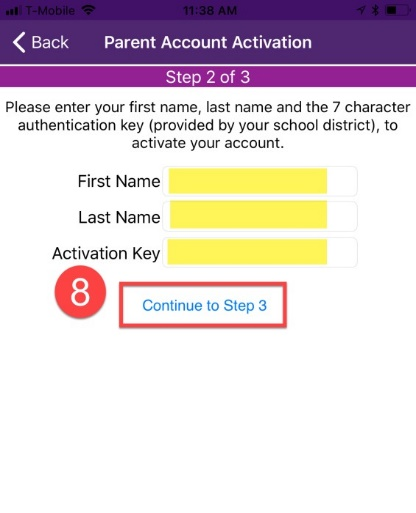 T-Mobile 11:38 AM
Back Parent Account Activation
Step 2 of 3
Please enter your first name, last name and the 7 character
authentication key (provided by your school district), to
activate your account.
First Name
Last Name
Activation Key
8
Continue to Step 3